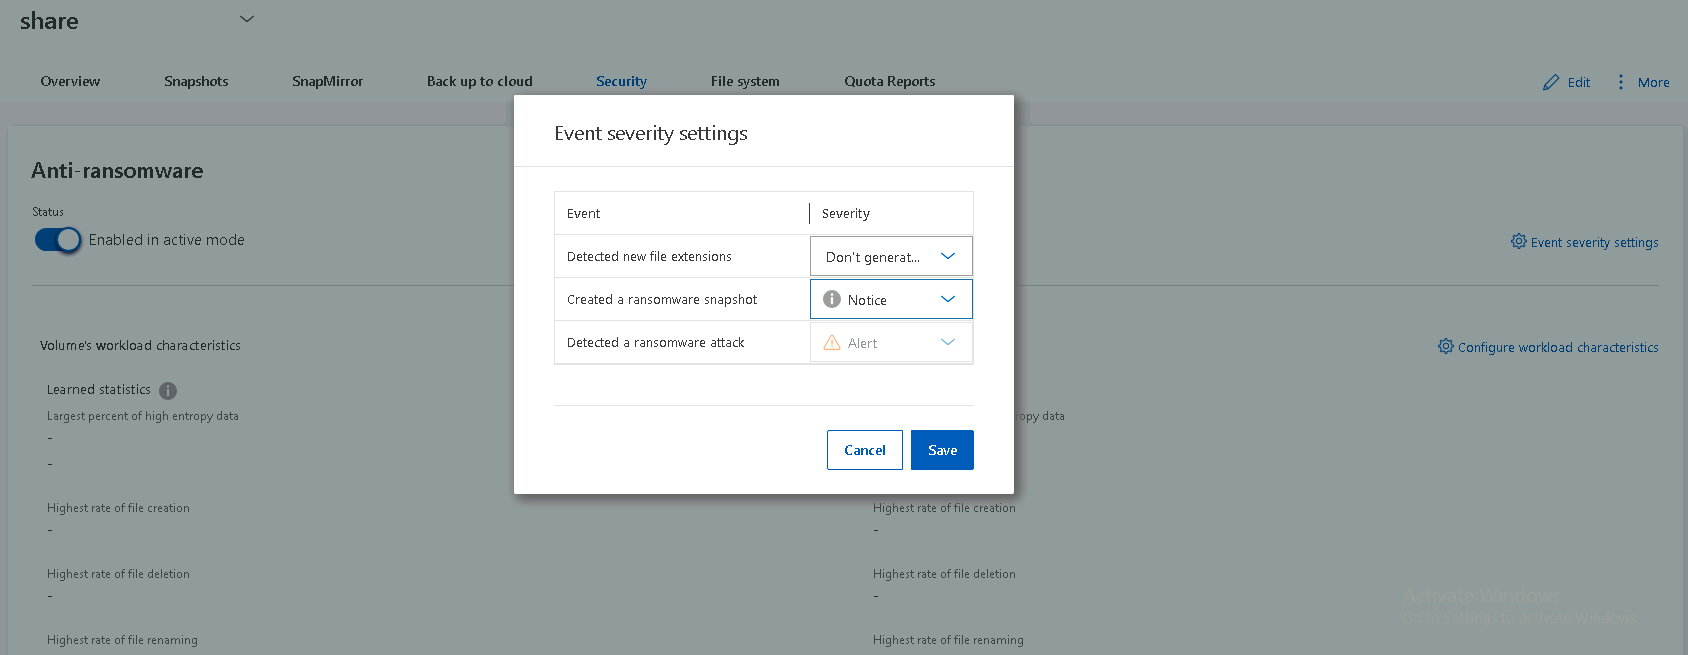 share
Overview Snapshots SnapMirror Back up to cloud Security File system Quota Reports Edit More
Event severity settings
Anti-ransomware
Status
Enabled in active mode
Event severity settings
Event Severity
Detected new file extensions Don't generat...
Created a ransomware snapshot Notice
Detected a ransomware attack Alert
Cancel Save
Volume's workload characteristics
Configure workload characteristics
Learned statistics
Largest percent of high entropy data
-
-
opy data
Highest rate of file creation
-
Highest rate of file creation
-
Highest rate of file deletion
-
Highest rate of file deletion
-
Highest rate of file renaming
Highest rate of file renaming
Activate Windows
Go to Settings to activate Windows.